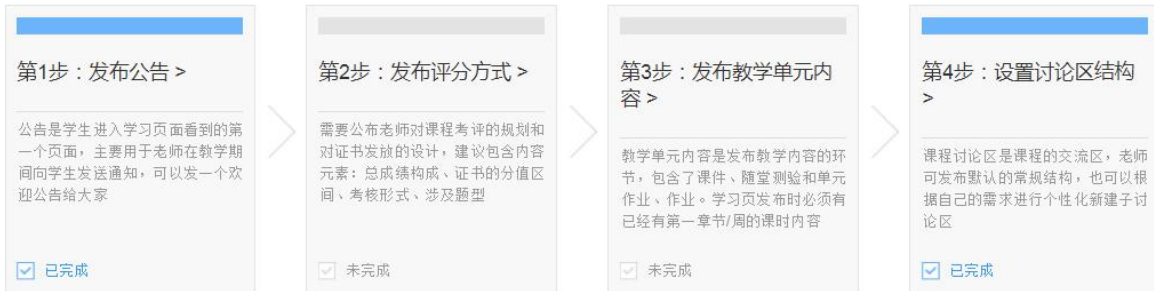 第1步：发布公告 >
公告是学生进入学习页面看到的第
一个页面，主要用于老师在教学期
间向学生发送通知，可以发一个欢
迎公告给大家
已完成
第2步：发布评分方式 >
需要公布老师对课程考评的规划和
对证书发放的设计，建议包含内容
元素：总成绩构成、证书的分值区
间、考核形式、涉及题型
未完成
第3步：发布教学单元内
容 >
教学单元内容是发布教学内容的环
节，包含了课件、随堂测验和单元
作业、作业。学习页发布时必须有
已经有第一章节/周的课时内容
未完成
第4步：设置讨论区结构
>
课程讨论区是课程的交流区，老师
可发布默认的常规结构，也可以根
据自己的需求进行个性化新建子讨
论区
已完成